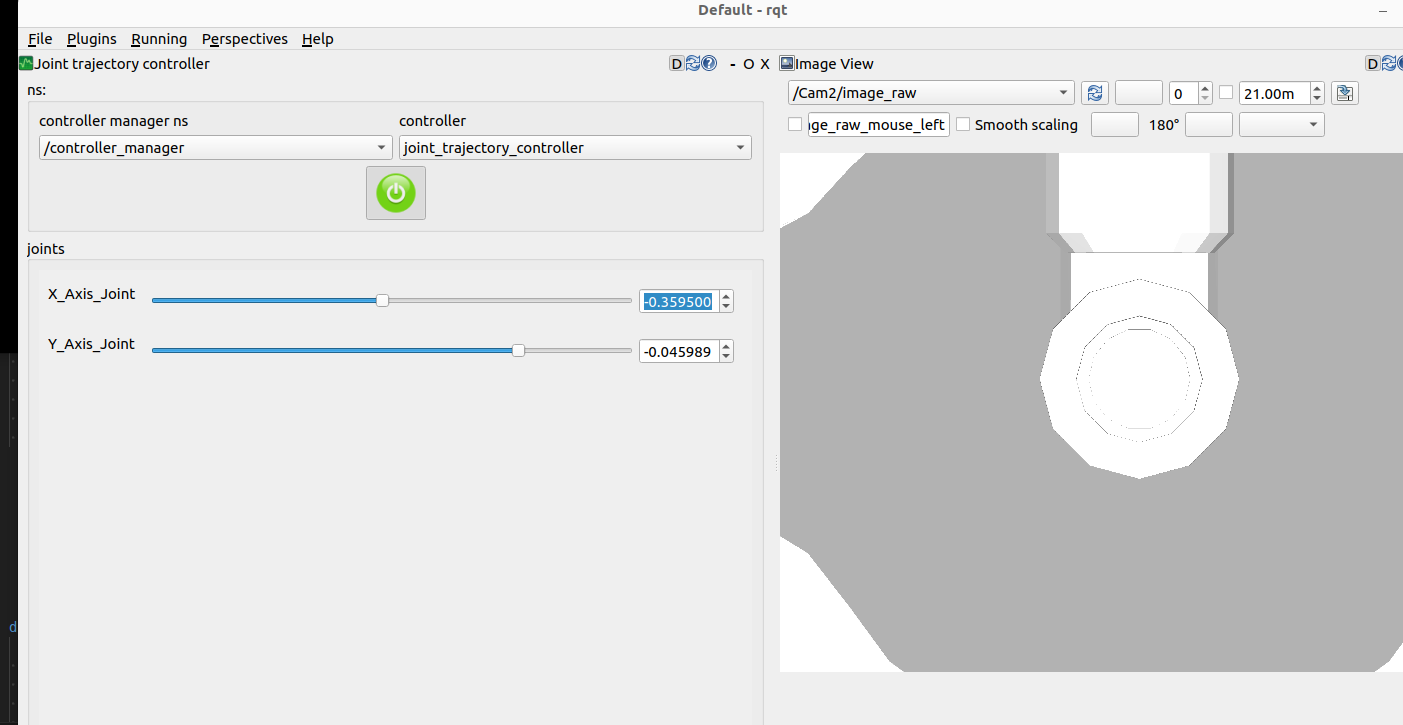 Default - rqt
File Plugins Running Perspectives Help
Joint trajectory controller D - O X
ns:
controller manager ns controller
/controller_manager joint_trajectory_controller
joints
X_Axis_Joint -0.359500
Y_Axis_Joint -0.045989
Image View D
/Cam2/image_raw 0 21.00m
ge_raw_mouse_left Smooth scaling 180°
d